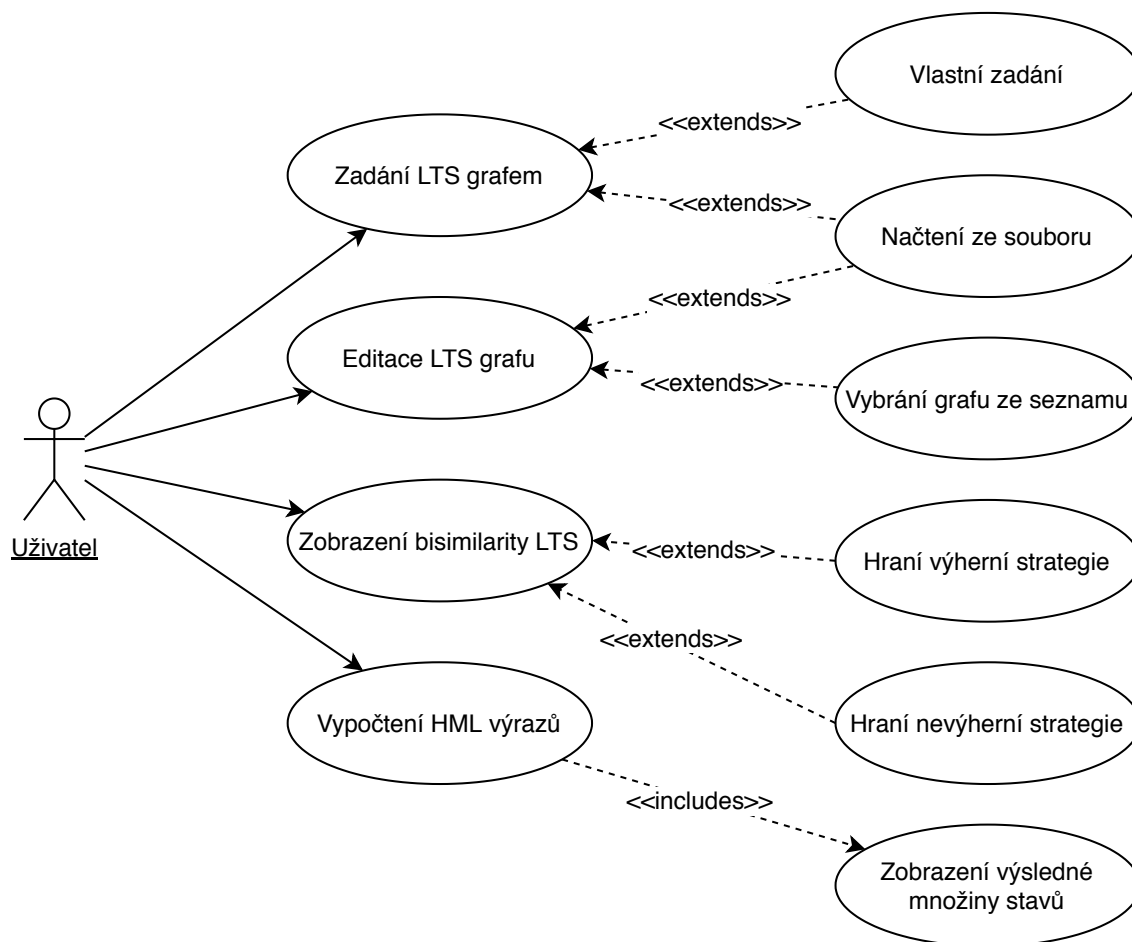 Vlastní zadání
<<extends>>
Zadání LTS grafem
<<extends>>
Načtení ze souboru
<<extends>>
Editace LTS grafu
<<extends>>
Vybrání grafu ze seznamu
Uživatel
Zobrazení bisimilarity LTS
<<extends>>
Hraní výherní strategie
<<extends>>
Vypočtení HML výrazů
Hraní nevýherní strategie
<<includes>>
Zobrazení výsledné
množiny stavů